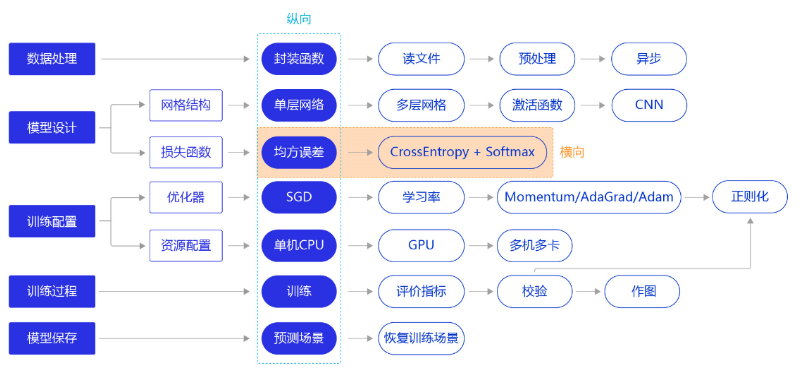 纵向
数据处理
封装函数
读文件
预处理
异步
模型设计
网格结构
单层网络
多层网格
激活函数
CNN
损失函数
均方误差
CrossEntropy + Softmax
横向
训练配置
优化器
SGD
学习率
Momentum/AdaGrad/Adam
正则化
资源配置
单机CPU
GPU
多机多卡
训练过程
训练
评价指标
校验
作图
模型保存
预测场景
恢复训练场景